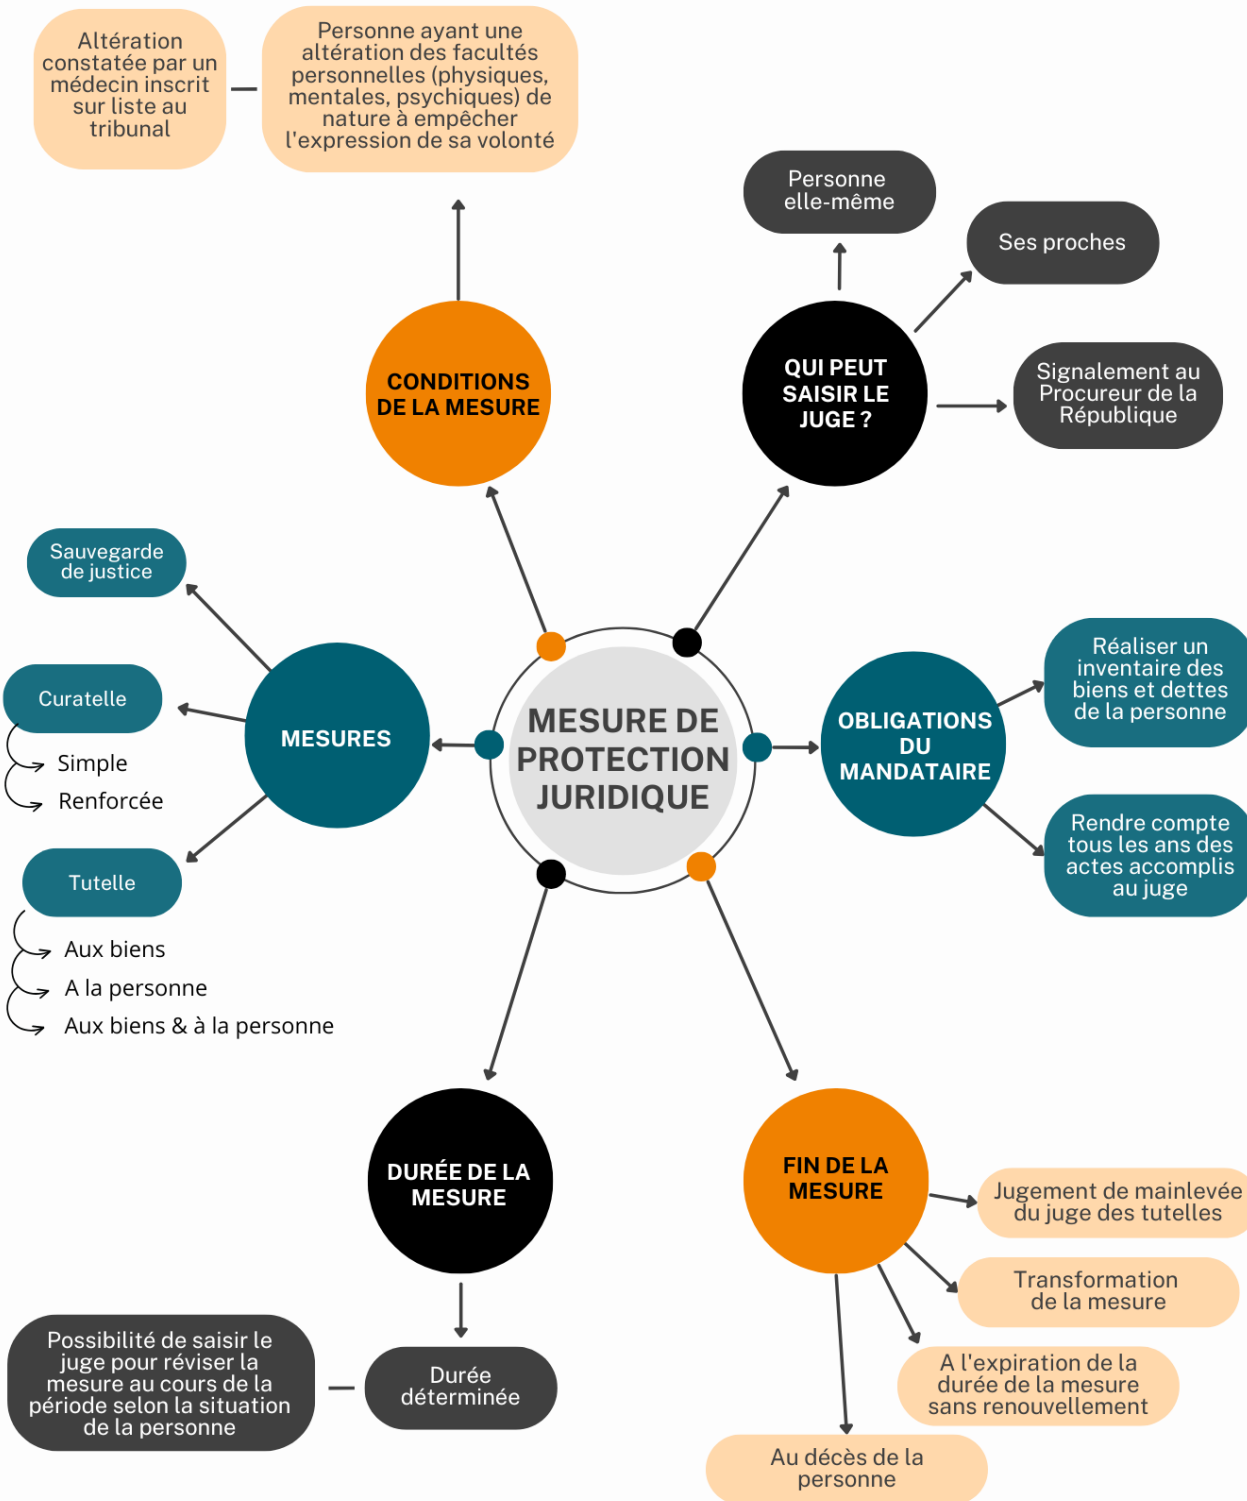 Altération
constatée par un
médecin inscrit
sur liste au
tribunal
Personne ayant une
altération des facultés
personnelles (physiques,
mentales, psychiques) de
nature à empêcher
l'expression de sa volonté
CONDITIONS
DE LA MESURE
Personne
elle-même
Ses proches
Signalement au
Procureur de la
République
QUI PEUT
SAISIR LE
JUGE ?
Sauvegarde
de justice
Curatelle
Simple
Renforcée
Tutelle
Aux biens
A la personne
Aux biens & à la personne
MESURES
MESURE DE
PROTECTION
JURIDIQUE
OBLIGATIONS
DU
MANDATAIRE
Réaliser un
inventaire des
biens et dettes
de la personne
Rendre compte
tous les ans des
actes accomplis
au juge
DURÉE DE LA
MESURE
Durée
déterminée
Possibilité de saisir le
juge pour réviser la
mesure au cours de la
période selon la situation
de la personne
FIN DE LA
MESURE
Jugement de mainlevée
du juge des tutelles
Transformation
de la mesure
A l'expiration de la
durée de la mesure
sans renouvellement
Au décès de la
personne